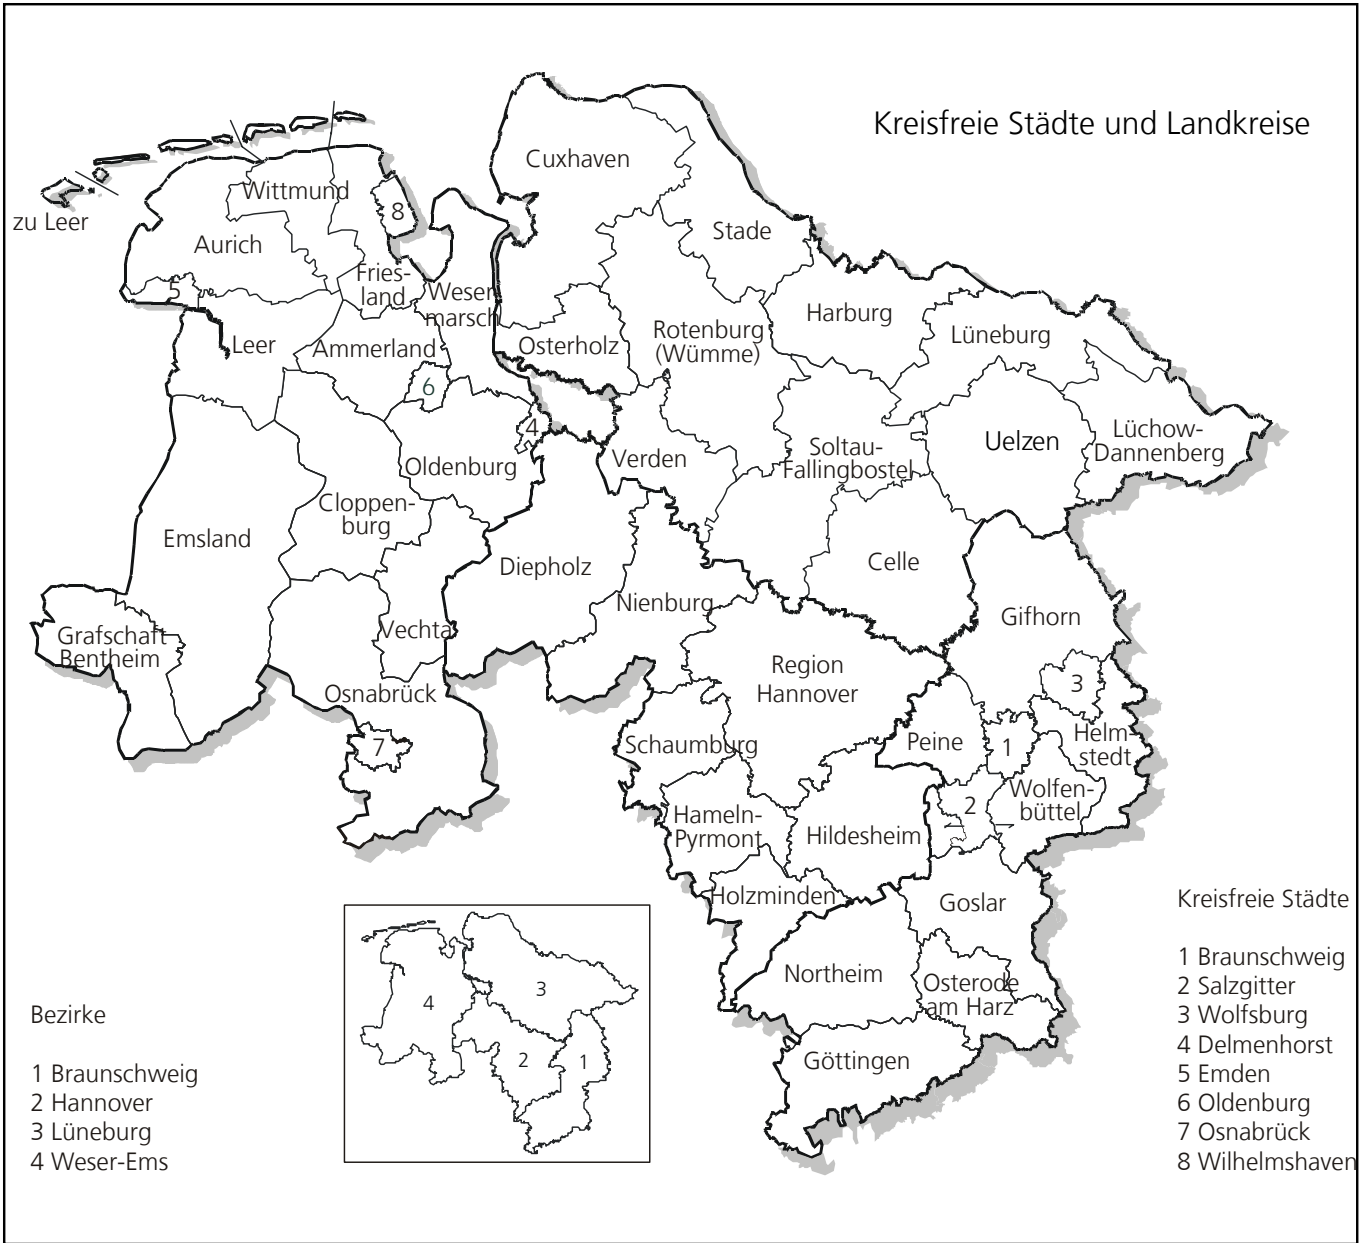 Kreisfreie Städte und Landkreise
Cuxhaven
Wittmund
8
zu Leer
Stade
Aurich
Fries-
land
5
Weser
marsch
Harburg
Rotenburg
(Wümme)
Lüneburg
Leer
Ammerland
Osterholz
6
4
Lüchow-
Dannenberg
Uelzen
Soltau-
Fallingbostel
Verden
Oldenburg
Cloppen-
burg
Emsland
Diepholz
Celle
Nienburg
Gifhorn
Vechta
Grafschaft
Bentheim
Region
Hannover
Osnabrück
3
7
Schaumburg
Peine
1
Helm-
stedt
Wolfen-
büttel
2
Hameln-
Pyrmont
Hildesheim
Holzminden
Goslar
Northeim
Osterode
am Harz
Göttingen
4
3
2
1
Bezirke
1 Braunschweig
2 Hannover
3 Lüneburg
4 Weser-Ems
Kreisfreie Städte
1 Braunschweig
2 Salzgitter
3 Wolfsburg
4 Delmenhorst
5 Emden
6 Oldenburg
7 Osnabrück
8 Wilhelmshaven